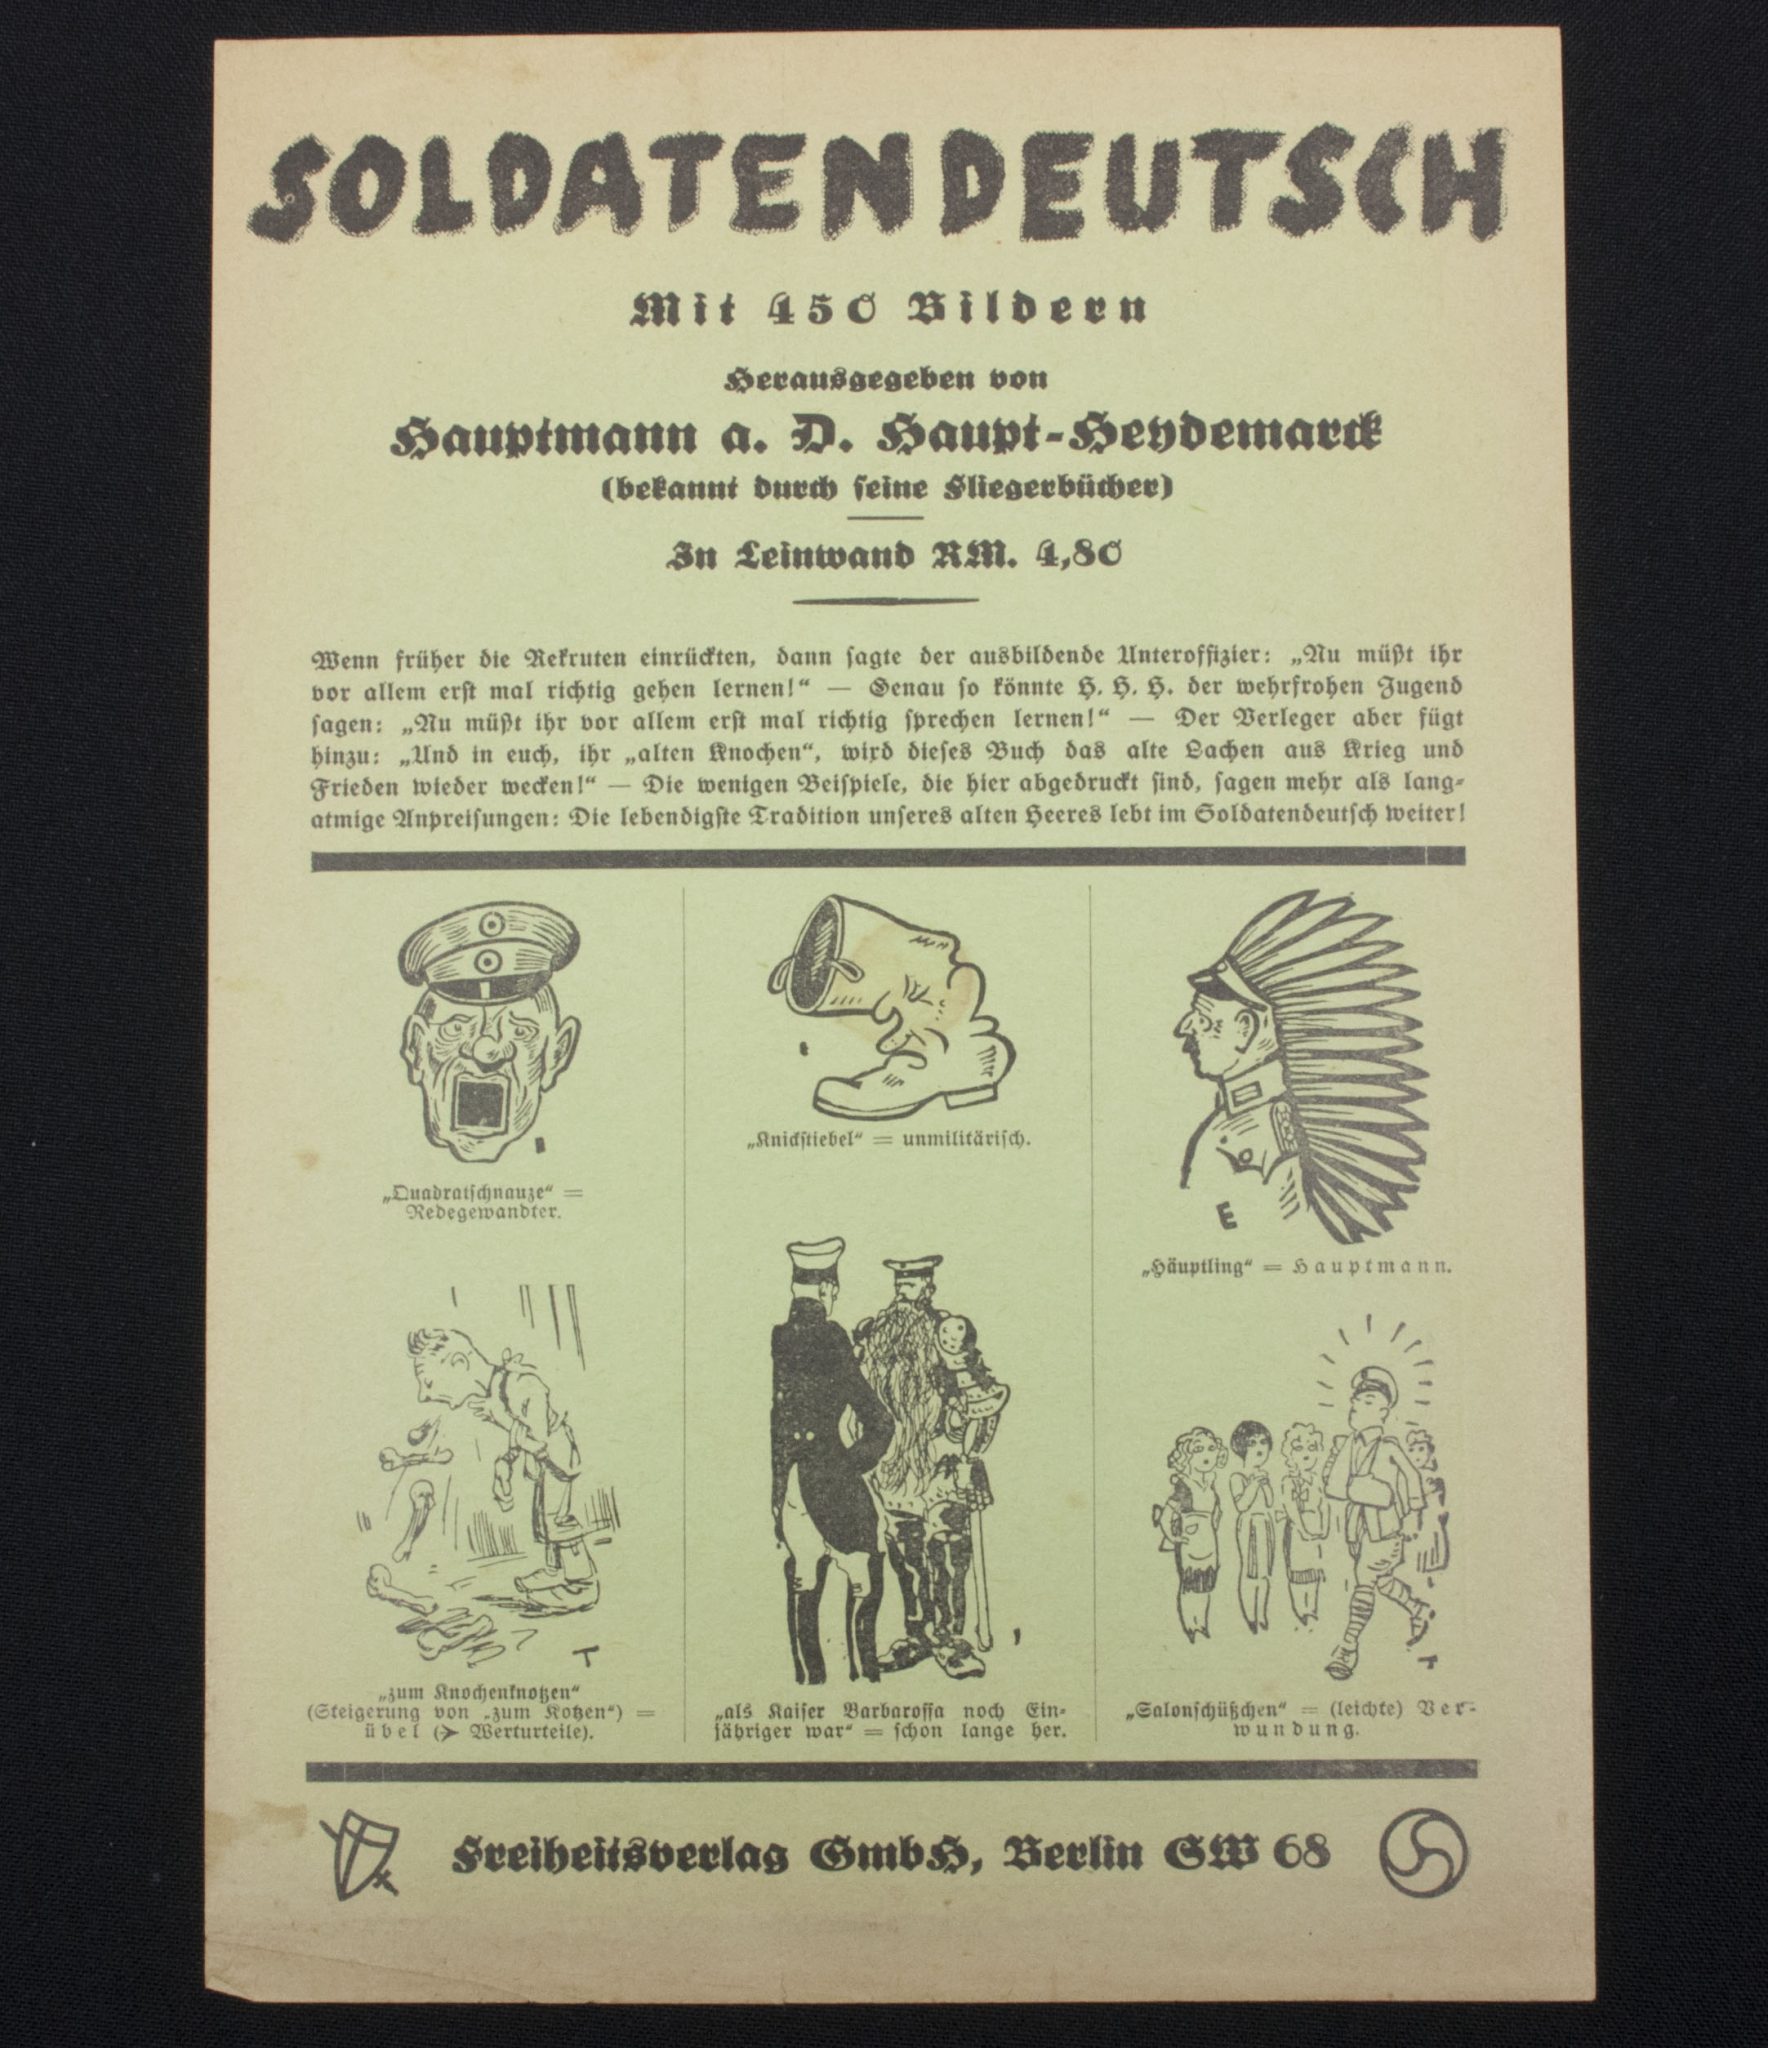 SOLDATENDEUTSCH
Mit 450 Bildern
Herausgegeben von
Hauptmann a. D. Haupt-Heydemarck
(bekannt durch seine Fliegerbücher)
In Leinwand RM. 4,80
Wenn früher die Rekruten einrückten, dann sagte der ausbildende Unteroffizier: „Nu müßt ihr
vor allem erst mal richtig gehen lernen!“ — Genau so könnte H. H. H. der wehrfrohen Jugend
sagen: „Nu müßt ihr vor allem erst mal richtig sprechen lernen!“ — Der Verleger aber fügt
hinzu: „Und in euch, ihr „alten Knochen“, wird dieses Buch das alte Lachen aus Krieg und
Frieden wieder wecken!“ — Die wenigen Beispiele, die hier abgedruckt sind, sagen mehr als lang-
atmige Anpreisungen: Die lebendigste Tradition unseres alten Heeres lebt im Soldatendeutsch weiter!
„Quadratschnauze“ =
Redegewandter.
T
„zum Knochenknotzen“
(Steigerung von „zum Kotzen“) =
übel (➤ Werturteile).
„Knickstiebel“ = unmilitärisch.
„als Kaiser Barbarossa noch Ein-
jähriger war“ = schon lange her.
E
„Häuptling“ = Hauptmann.
T
„Salonschüßchen“ = (leichte) Ver-
wundung.
Freiheitsverlag GmbH, Berlin SW 68